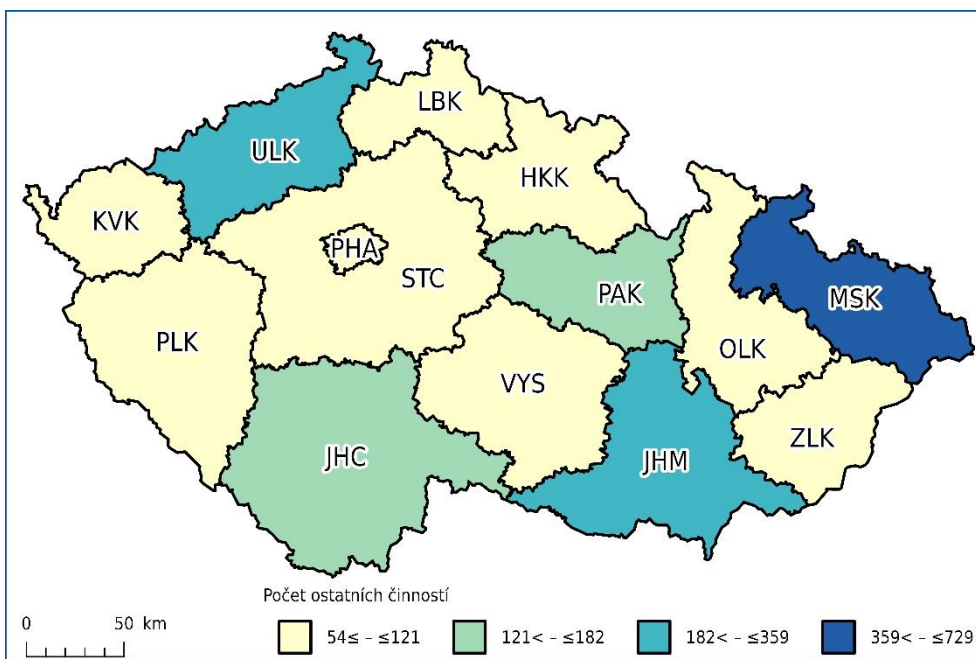 LBK
ULK
HKK
KVK
PHA
STC
PAK
MSK
PLK
OLK
VYS
ZLK
JHC
JHM
Počet ostatních činností
0 50 km
54≤ – ≤121
121< – ≤182
182< – ≤359
359< – ≤729